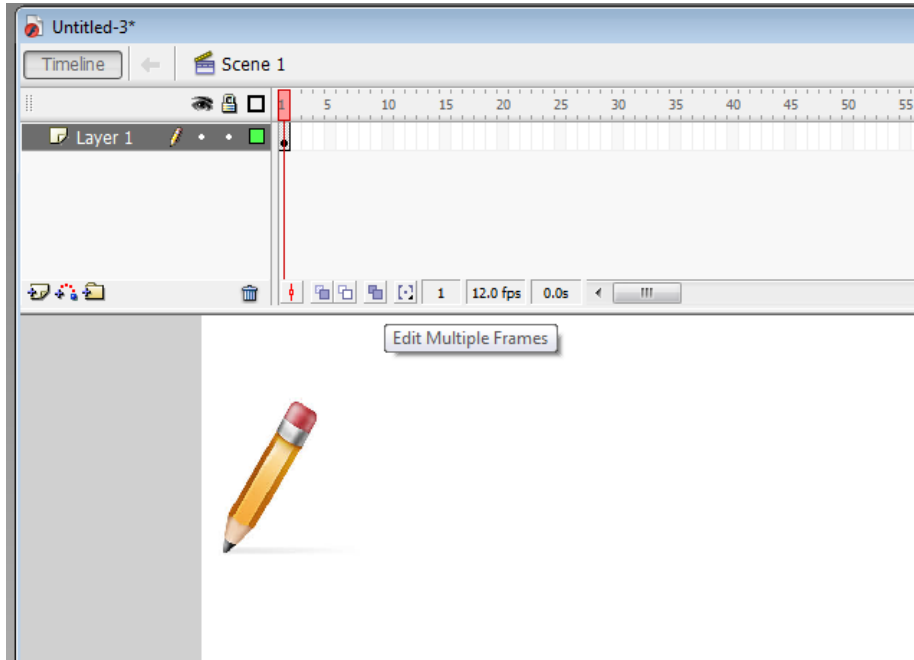 Untitled-3*
Timeline Scene 1
1 5 10 15 20 25 30 35 40 45 50 55
Layer 1
1 12.0 fps 0.0s
Edit Multiple Frames